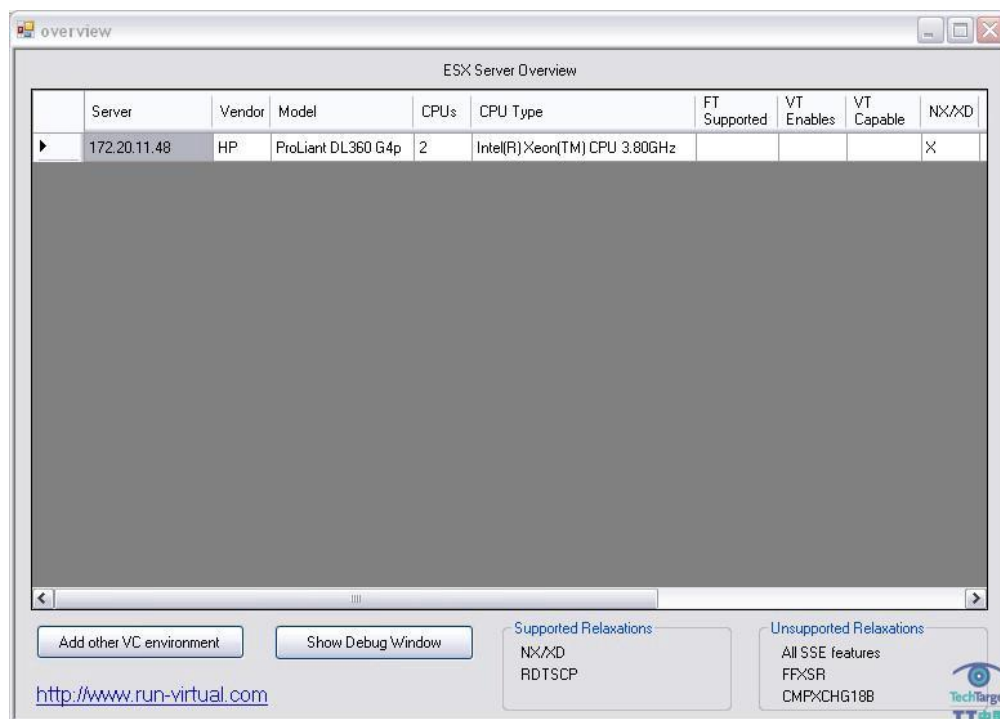 overview
ESX Server Overview
Server Vendor Model CPUs CPU Type FT Supported VT Enables VT Capable NX/XD
172.20.11.48 HP ProLiant DL360 G4p 2 Intel(R) Xeon(TM) CPU 3.80GHz X
Add other VC environment
Show Debug Window
Supported Relaxations
NX/XD
RDTSCP
Unsupported Relaxations
All SSE features
FFXSR
CMPXCHG18B
http://www.run-virtual.com
TechTarge